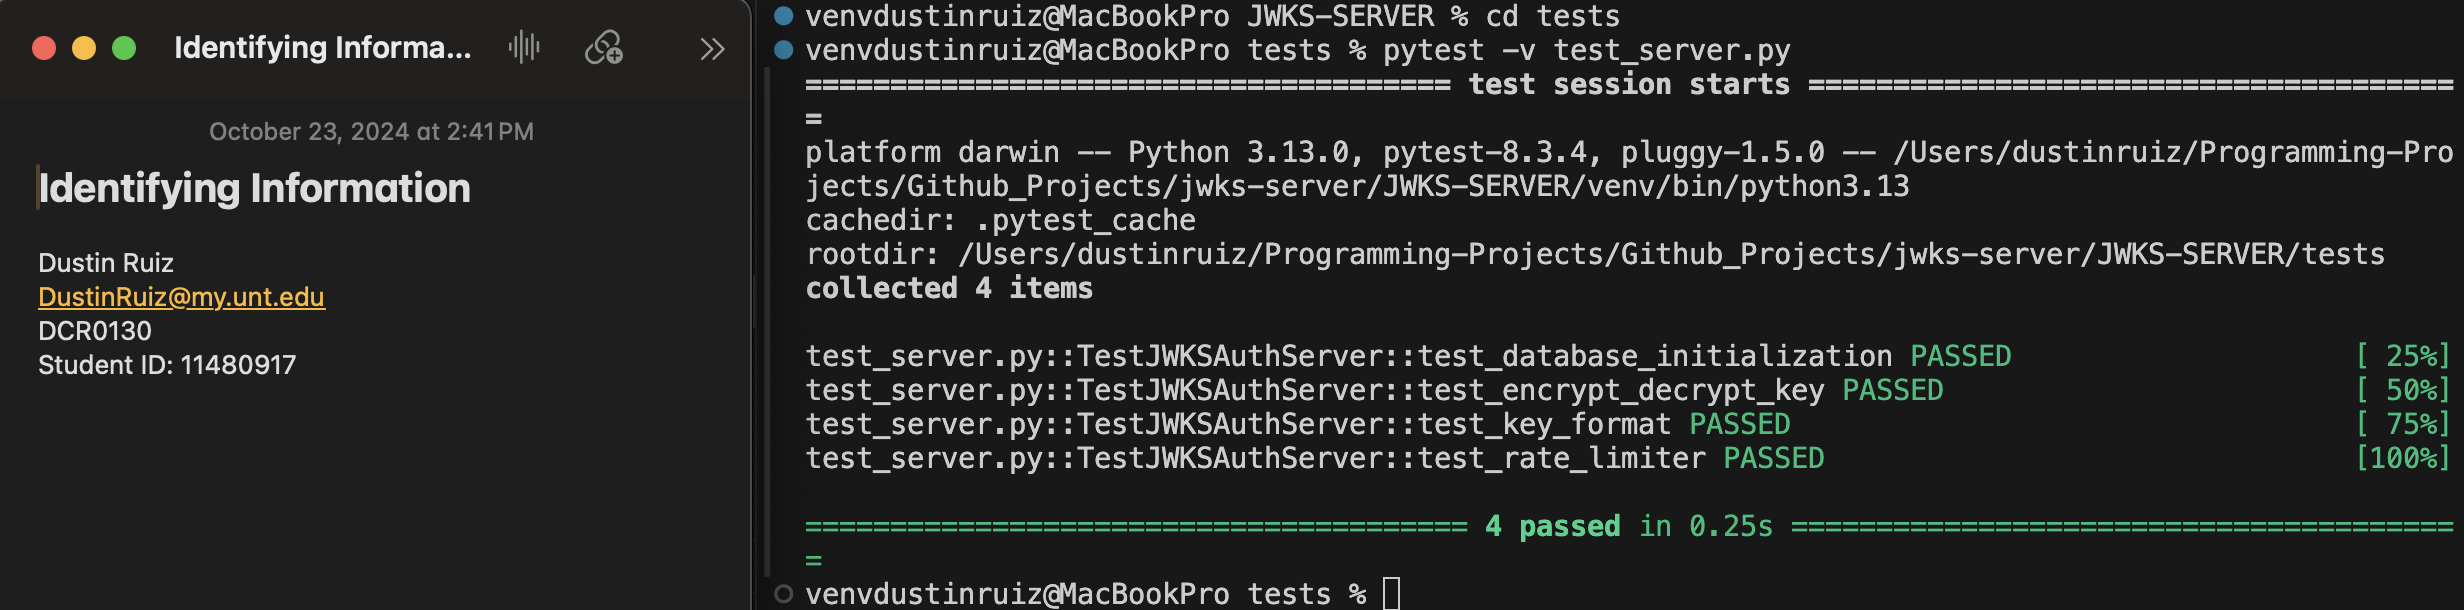 Identifying Informa...
October 23, 2024 at 2:41 PM
Identifying Information
Dustin Ruiz
DustinRuiz@my.unt.edu
DCR0130
Student ID: 11480917
venvdustinruiz@MacBookPro JWKS-SERVER % cd tests
venvdustinruiz@MacBookPro tests % pytest -v test_server.py
====================================== test session starts ======================================
=
platform darwin -- Python 3.13.0, pytest-8.3.4, pluggy-1.5.0 -- /Users/dustinruiz/Programming-Pro
jects/Github_Projects/jwks-server/JWKS-SERVER/venv/bin/python3.13
cachedir: .pytest_cache
rootdir: /Users/dustinruiz/Programming-Projects/Github_Projects/jwks-server/JWKS-SERVER/tests
collected 4 items
test_server.py::TestJWKSAuthServer::test_database_initialization PASSED [ 25%]
test_server.py::TestJWKSAuthServer::test_encrypt_decrypt_key PASSED [ 50%]
test_server.py::TestJWKSAuthServer::test_key_format PASSED [ 75%]
test_server.py::TestJWKSAuthServer::test_rate_limiter PASSED [100%]
======================================= 4 passed in 0.25s =======================================
=
venvdustinruiz@MacBookPro tests %